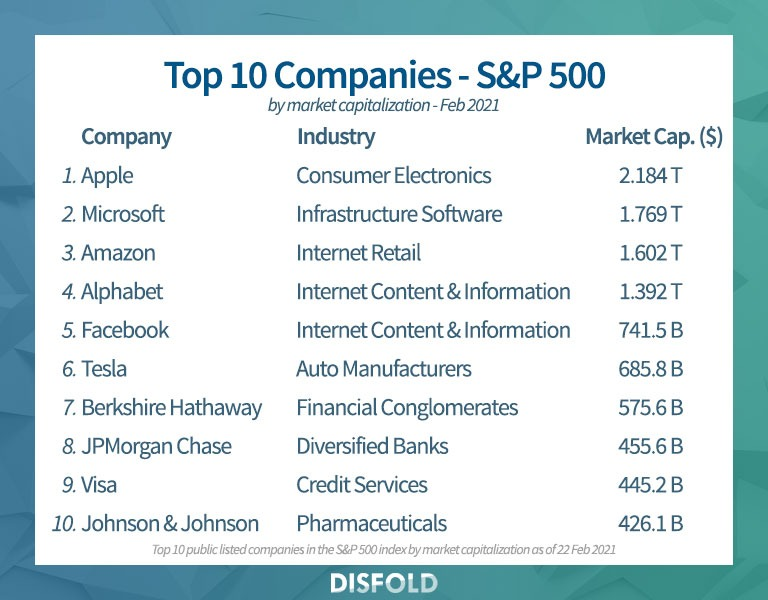 Top 10 Companies - S&P 500
by market capitalization - Feb 2021
Company Industry Market Cap. ($)
1. Apple Consumer Electronics 2.184 T
2. Microsoft Infrastructure Software 1.769 T
3. Amazon Internet Retail 1.602 T
4. Alphabet Internet Content & Information 1.392 T
5. Facebook Internet Content & Information 741.5 B
6. Tesla Auto Manufacturers 685.8 B
7. Berkshire Hathaway Financial Conglomerates 575.6 B
8. JPMorgan Chase Diversified Banks 455.6 B
9. Visa Credit Services 445.2 B
10. Johnson & Johnson Pharmaceuticals 426.1 B
Top 10 public listed companies in the S&P 500 index by market capitalization as of 22 Feb 2021
DISFOLD